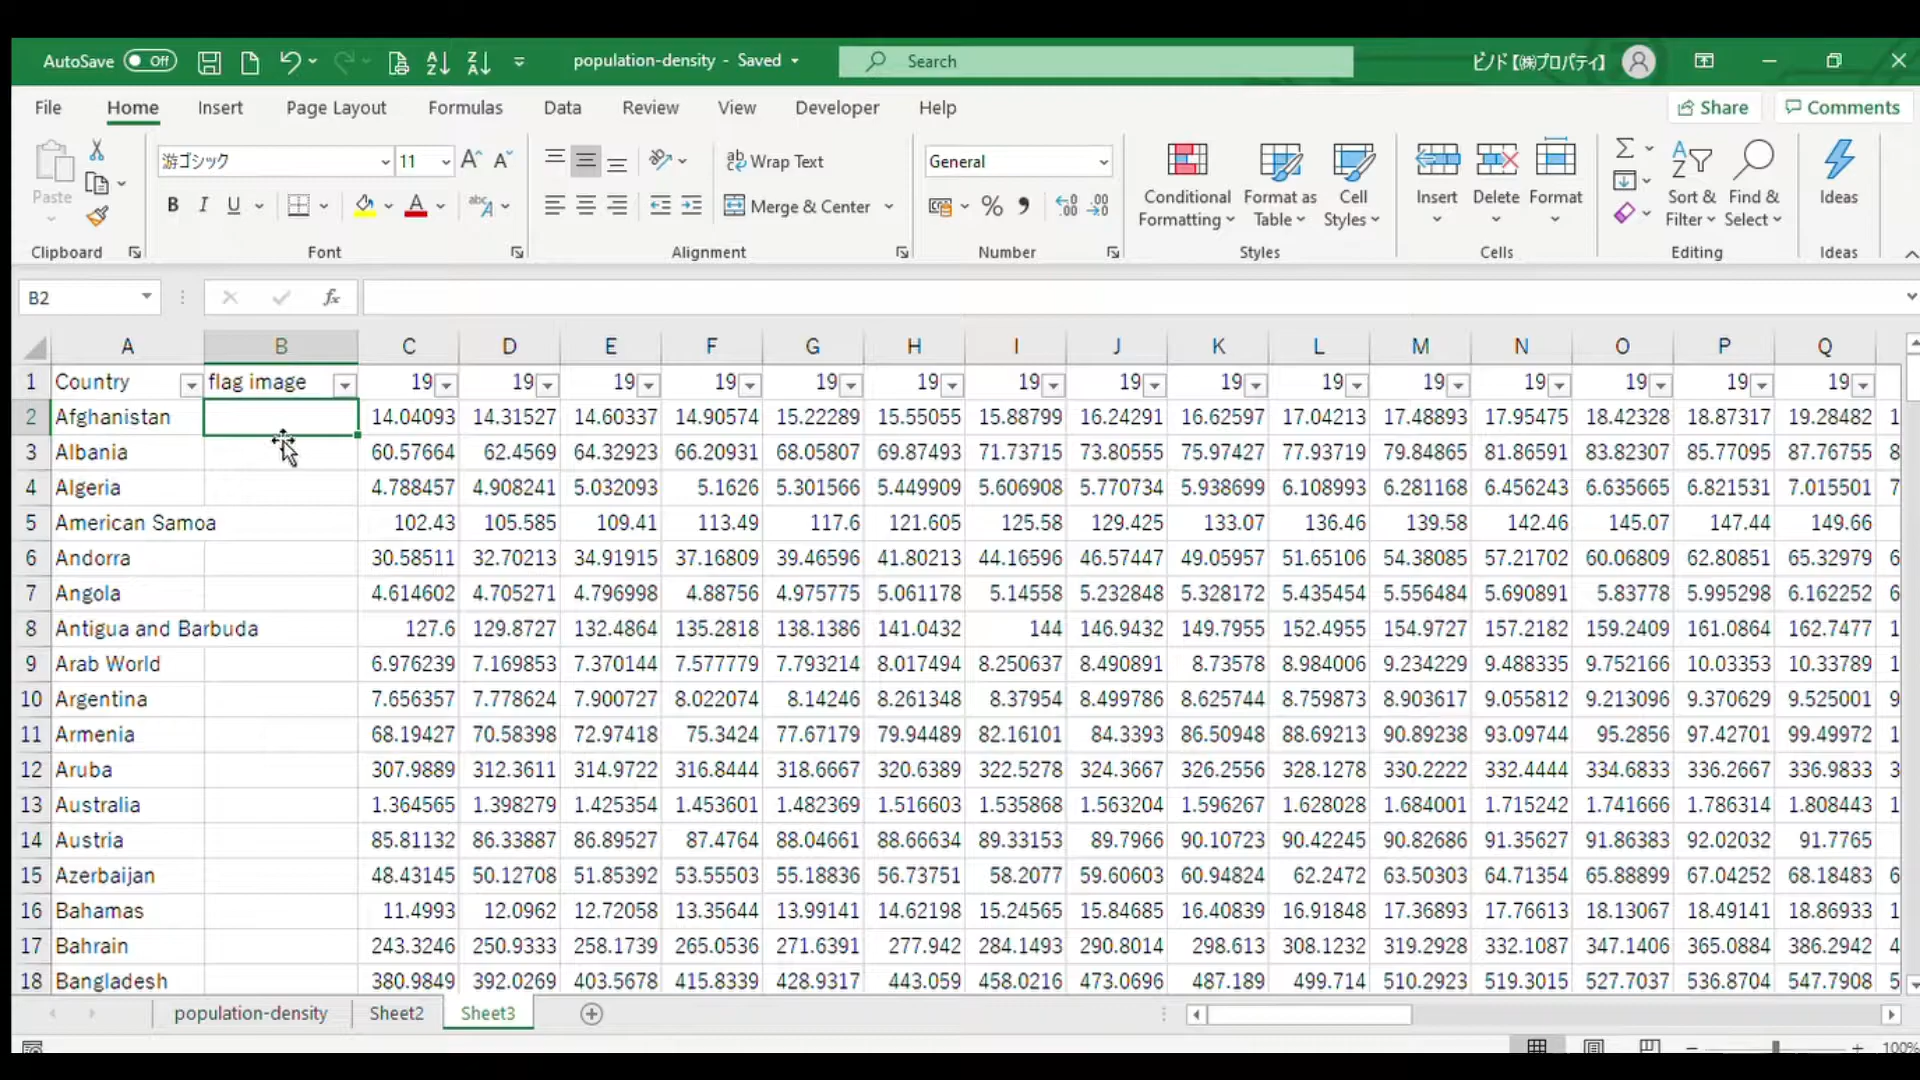 AutoSave Off population-density - Saved Search ビノド【㈱プロパティ】
File Home Insert Page Layout Formulas Data Review View Developer Help Share Comments
Paste 游ゴシック 11 Wrap Text General Conditional Formatting Format as Table Cell Styles Insert Delete Format Sort & Filter Find & Select Ideas
B I U Merge & Center
Clipboard Font Alignment Number Styles Cells Editing Ideas
B2 fx
A B C D E F G H I J K L M N O P Q
1 Country flag image 19 19 19 19 19 19 19 19 19 19 19 19 19 19 19
2 Afghanistan 14.04093 14.31527 14.60337 14.90574 15.22289 15.55055 15.88799 16.24291 16.62597 17.04213 17.48893 17.95475 18.42328 18.87317 19.28482 1
3 Albania 60.57664 62.4569 64.32923 66.20931 68.05807 69.87493 71.73715 73.80555 75.97427 77.93719 79.84865 81.86591 83.82307 85.77095 87.76755 8
4 Algeria 4.788457 4.908241 5.032093 5.1626 5.301566 5.449909 5.606908 5.770734 5.938699 6.108993 6.281168 6.456243 6.635665 6.821531 7.015501 7
5 American Samoa 102.43 105.585 109.41 113.49 117.6 121.605 125.58 129.425 133.07 136.46 139.58 142.46 145.07 147.44 149.66
6 Andorra 30.58511 32.70213 34.91915 37.16809 39.46596 41.80213 44.16596 46.57447 49.05957 51.65106 54.38085 57.21702 60.06809 62.80851 65.32979 6
7 Angola 4.614602 4.705271 4.796998 4.88756 4.975775 5.061178 5.14558 5.232848 5.328172 5.435454 5.556484 5.690891 5.83778 5.995298 6.162252 6
8 Antigua and Barbuda 127.6 129.8727 132.4864 135.2818 138.1386 141.0432 144 146.9432 149.7955 152.4955 154.9727 157.2182 159.2409 161.0864 162.7477 1
9 Arab World 6.976239 7.169853 7.370144 7.577779 7.793214 8.017494 8.250637 8.490891 8.73578 8.984006 9.234229 9.488335 9.752166 10.03353 10.33789 1
10 Argentina 7.656357 7.778624 7.900727 8.022074 8.14246 8.261348 8.37954 8.499786 8.625744 8.759873 8.903617 9.055812 9.213096 9.370629 9.525001 9
11 Armenia 68.19427 70.58398 72.97418 75.3424 77.67179 79.94489 82.16101 84.3393 86.50948 88.69213 90.89238 93.09744 95.2856 97.42701 99.49972 1
12 Aruba 307.9889 312.3611 314.9722 316.8444 318.6667 320.6389 322.5278 324.3667 326.2556 328.1278 330.2222 332.4444 334.6833 336.2667 336.9833 3
13 Australia 1.364565 1.398279 1.425354 1.453601 1.482369 1.516603 1.535868 1.563204 1.596267 1.628028 1.684001 1.715242 1.741666 1.786314 1.808443 1
14 Austria 85.81132 86.33887 86.89527 87.4764 88.04661 88.66634 89.33153 89.7966 90.10723 90.42245 90.82686 91.35627 91.86383 92.02032 91.7765
15 Azerbaijan 48.43145 50.12708 51.85392 53.55503 55.18836 56.73751 58.2077 59.60603 60.94824 62.2472 63.50303 64.71354 65.88899 67.04252 68.18483 6
16 Bahamas 11.4993 12.0962 12.72058 13.35644 13.99141 14.62198 15.24565 15.84685 16.40839 16.91848 17.36893 17.76613 18.13067 18.49141 18.86933 1
17 Bahrain 243.3246 250.9333 258.1739 265.0536 271.6391 277.942 284.1493 290.8014 298.613 308.1232 319.2928 332.1087 347.1406 365.0884 386.2942 4
18 Bangladesh 380.9849 392.0269 403.5678 415.8339 428.9317 443.059 458.0216 473.0696 487.189 499.714 510.2923 519.3015 527.7037 536.8704 547.7908 5
population-density Sheet2 Sheet3
100%